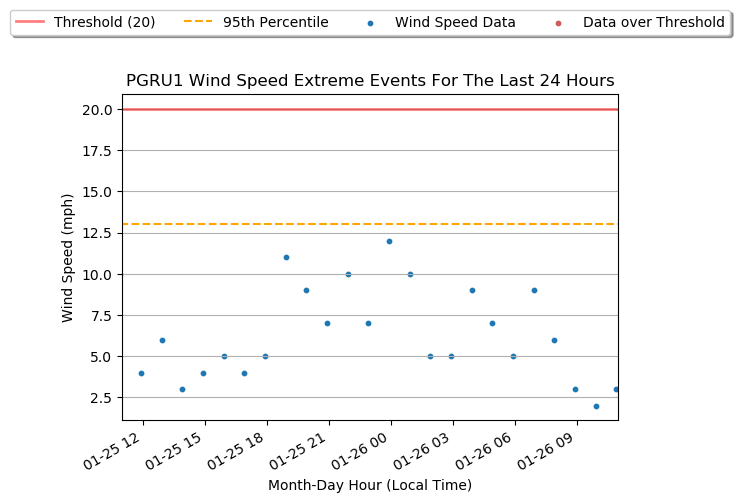 Threshold (20) 95th Percentile Wind Speed Data Data over Threshold
PGRU1 Wind Speed Extreme Events For The Last 24 Hours
20.0
17.5
15.0
12.5
10.0
7.5
5.0
2.5
Wind Speed (mph)
01-25 12 01-25 15 01-25 18 01-25 21 01-26 00 01-26 03 01-26 06 01-26 09
Month-Day Hour (Local Time)